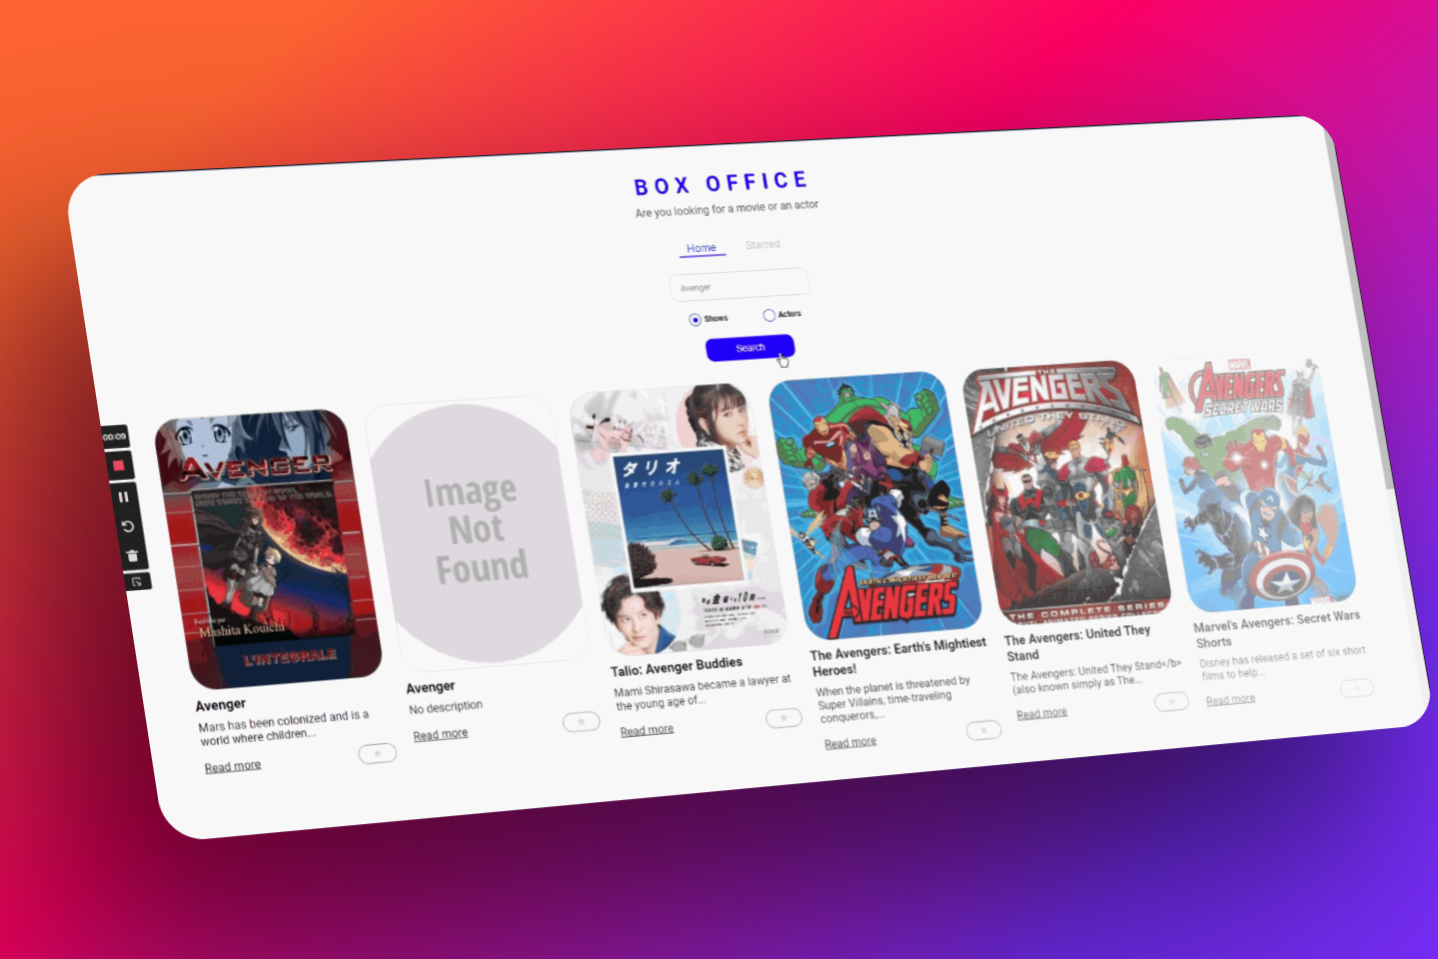 BOX OFFICE
Are you looking for a movie or an actor
Home
Starred
Avenger
Shows
Actors
Search
00:09
AVENGER
Mashita Kouichi
L'INTEGRALE
Avenger
Mars has been colonized and is a
world where children...
Read more
Image
Not
Found
Avenger
No description
Read more
タリオ
Talio: Avenger Buddies
Mami Shirasawa became a lawyer at
the young age of...
Read more
EARTH'S MIGHTIEST HEROES!
AVENGERS
The Avengers: Earth's Mightiest
Heroes!
When the planet is threatened by
Super Villains, time-traveling
conquerors,...
Read more
THE
AVENGERS
UNITED THEY STAND
THE COMPLETE SERIES
The Avengers: United They
Stand
The Avengers: United They Stand</b>
(also known simply as The...
Read more
MARVEL
AVENGERS
SECRET WARS
Marvel's Avengers: Secret Wars
Shorts
Disney has released a set of six short
films to help...
Read more